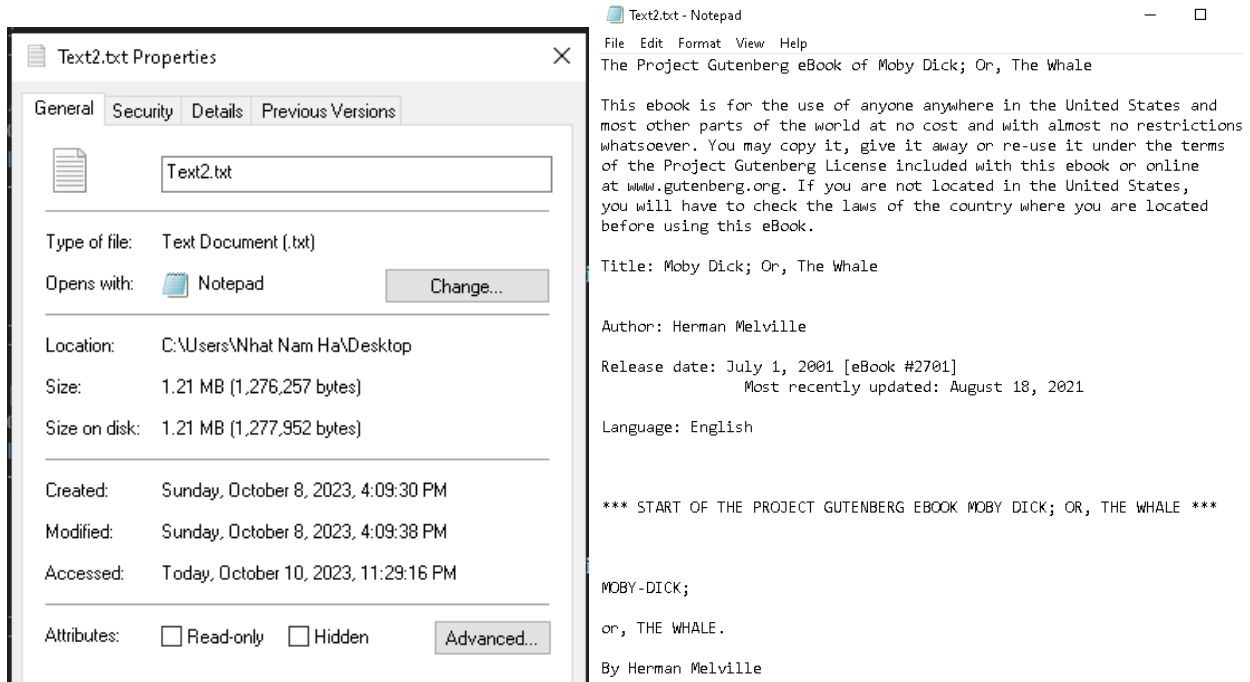 Text2.txt Properties
General Security Details Previous Versions
Text2.txt
Type of file: Text Document (.txt)
Opens with: Notepad Change...
Location: C:\Users\Nhat Nam Ha\Desktop
Size: 1.21 MB (1,276,257 bytes)
Size on disk: 1.21 MB (1,277,952 bytes)
Created: Sunday, October 8, 2023, 4:09:30 PM
Modified: Sunday, October 8, 2023, 4:09:38 PM
Accessed: Today, October 10, 2023, 11:29:16 PM
Attributes: Read-only Hidden Advanced...
Text2.txt - Notepad
File Edit Format View Help
The Project Gutenberg eBook of Moby Dick; Or, The Whale
This ebook is for the use of anyone anywhere in the United States and
most other parts of the world at no cost and with almost no restrictions
whatsoever. You may copy it, give it away or re-use it under the terms
of the Project Gutenberg License included with this ebook or online
at www.gutenberg.org. If you are not located in the United States,
you will have to check the laws of the country where you are located
before using this eBook.
Title: Moby Dick; Or, The Whale
Author: Herman Melville
Release date: July 1, 2001 [eBook #2701]
Most recently updated: August 18, 2021
Language: English
*** START OF THE PROJECT GUTENBERG EBOOK MOBY DICK; OR, THE WHALE ***
MOBY-DICK;
or, THE WHALE.
By Herman Melville